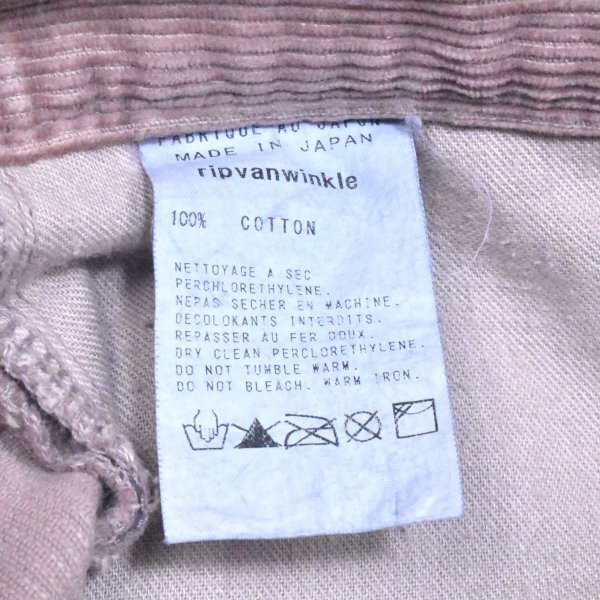 FABRIQUE AU JAPON
MADE IN JAPAN
ripvanwinkle
100% COTTON
NETTOYAGE A SEC
PERCHLORETHYLENE.
NEPAS SECHER EN MACHINE.
DECOLOKANTS INTERDITS.
REPASSER AU FER DOUX.
DRY CLEAN PERCLORETHYLENE.
DO NOT TUMBLE WARM.
DO NOT BLEACH. WARM IRON.